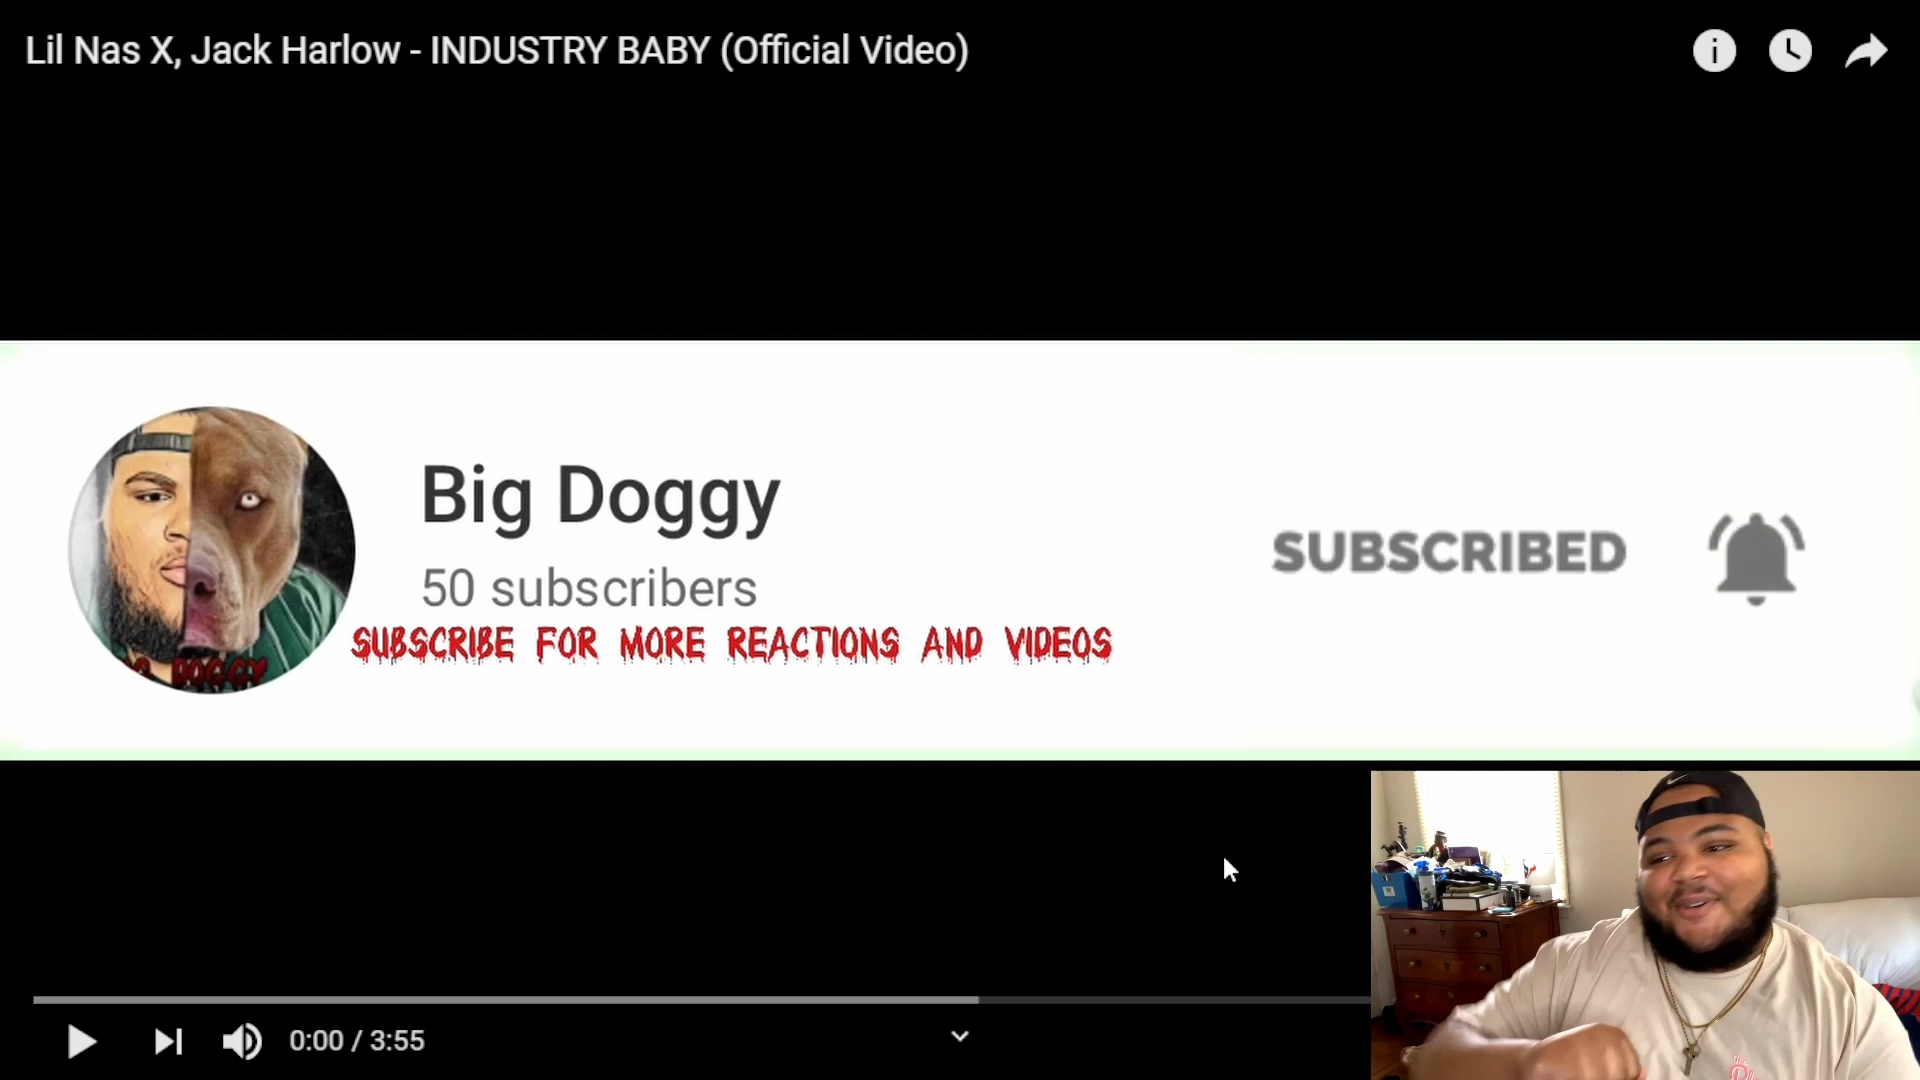 Lil Nas X, Jack Harlow - INDUSTRY BABY (Official Video)
Big Doggy
50 subscribers
SUBSCRIBED
SUBSCRIBE FOR MORE REACTIONS AND VIDEOS
DOGGY
0:00 / 3:55